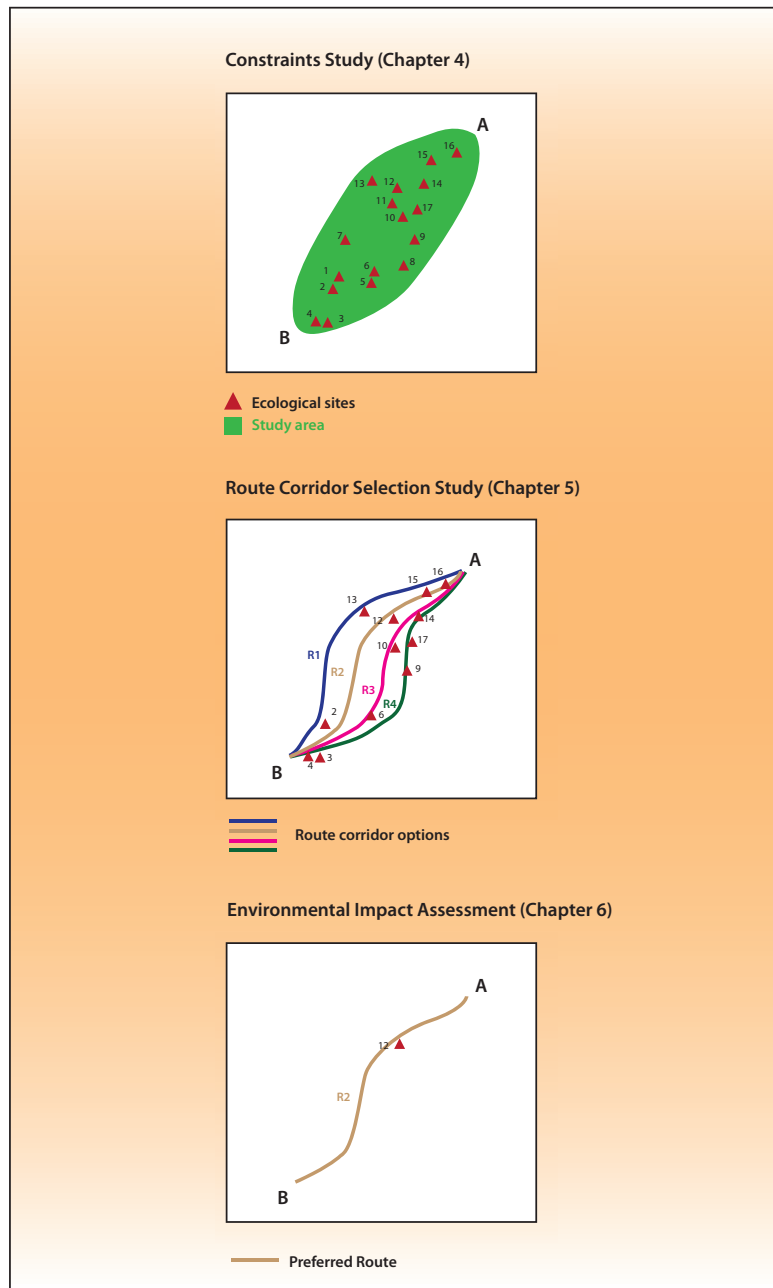 Constraints Study (Chapter 4)
A
16
15
13
12
14
11
17
10
7
9
6
8
1
5
2
4
3
B
Ecological sites
Study area
Route Corridor Selection Study (Chapter 5)
A
16
15
13
12
14
17
10
R1
R2
9
R3
R4
2
6
B
4
3
Route corridor options
Environmental Impact Assessment (Chapter 6)
A
12
R2
B
Preferred Route